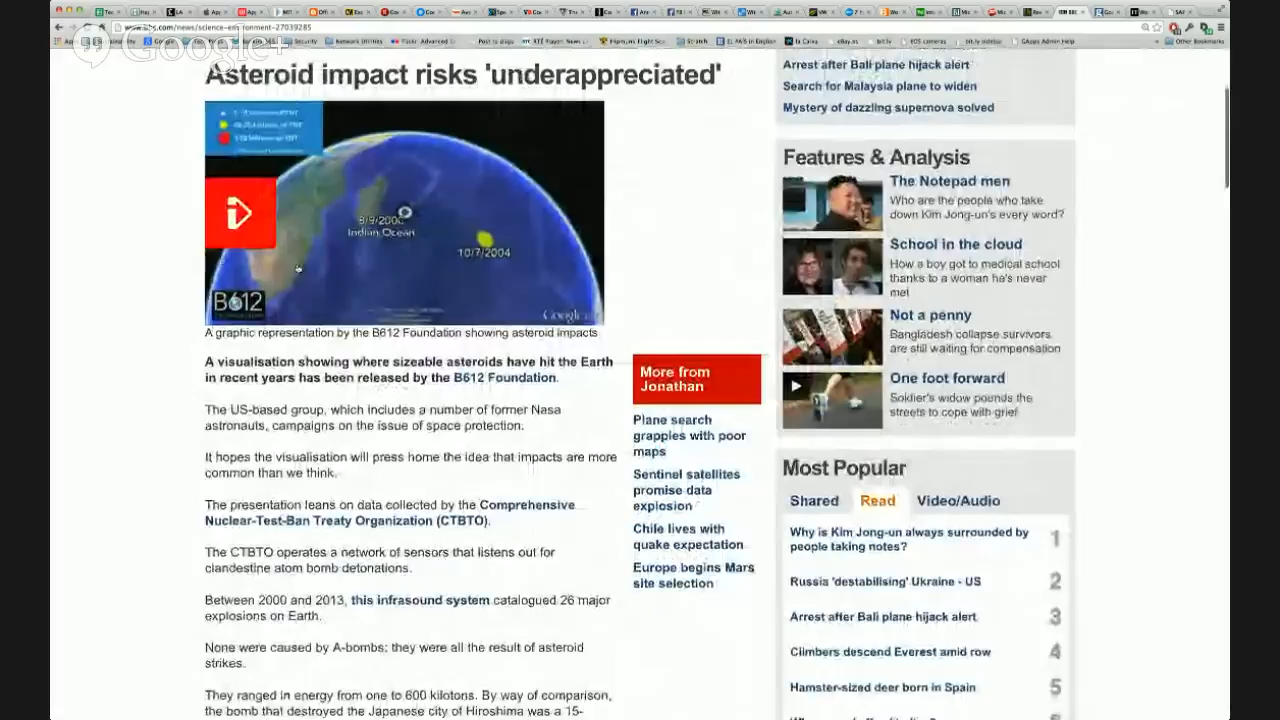 www.bbc.com/news/science-environment-27039285
Google+
Asteroid impact risks 'underappreciated'
8/9/200
Indian Ocean
10/7/2004
B612
Google
A graphic representation by the B612 Foundation showing asteroid impacts
A visualisation showing where sizeable asteroids have hit the Earth
in recent years has been released by the B612 Foundation.
The US-based group, which includes a number of former Nasa
astronauts, campaigns on the issue of space protection.
It hopes the visualisation will press home the idea that impacts are more
common than we think.
The presentation leans on data collected by the Comprehensive
Nuclear-Test-Ban Treaty Organization (CTBTO).
The CTBTO operates a network of sensors that listens out for
clandestine atom bomb detonations.
Between 2000 and 2013, this infrasound system catalogued 26 major
explosions on Earth.
None were caused by A-bombs; they were all the result of asteroid
strikes.
They ranged in energy from one to 600 kilotons. By way of comparison,
the bomb that destroyed the Japanese city of Hiroshima was a 15-
More from
Jonathan
Plane search
grapples with poor
maps
Sentinel satellites
promise data
explosion
Chile lives with
quake expectation
Europe begins Mars
site selection
Arrest after Bali plane hijack alert
Search for Malaysia plane to widen
Mystery of dazzling supernova solved
Features & Analysis
The Notepad men
Who are the people who take
down Kim Jong-un's every word?
School in the cloud
How a boy got to medical school
thanks to a woman he's never
met
Not a penny
Bangladesh collapse survivors
are still waiting for compensation
One foot forward
Soldier's widow pounds the
streets to cope with grief
Most Popular
Shared Read Video/Audio
Why is Kim Jong-un always surrounded by
people taking notes? 1
Russia 'destabilising' Ukraine - US 2
Arrest after Bali plane hijack alert 3
Climbers descend Everest amid row 4
Hamster-sized deer born in Spain 5